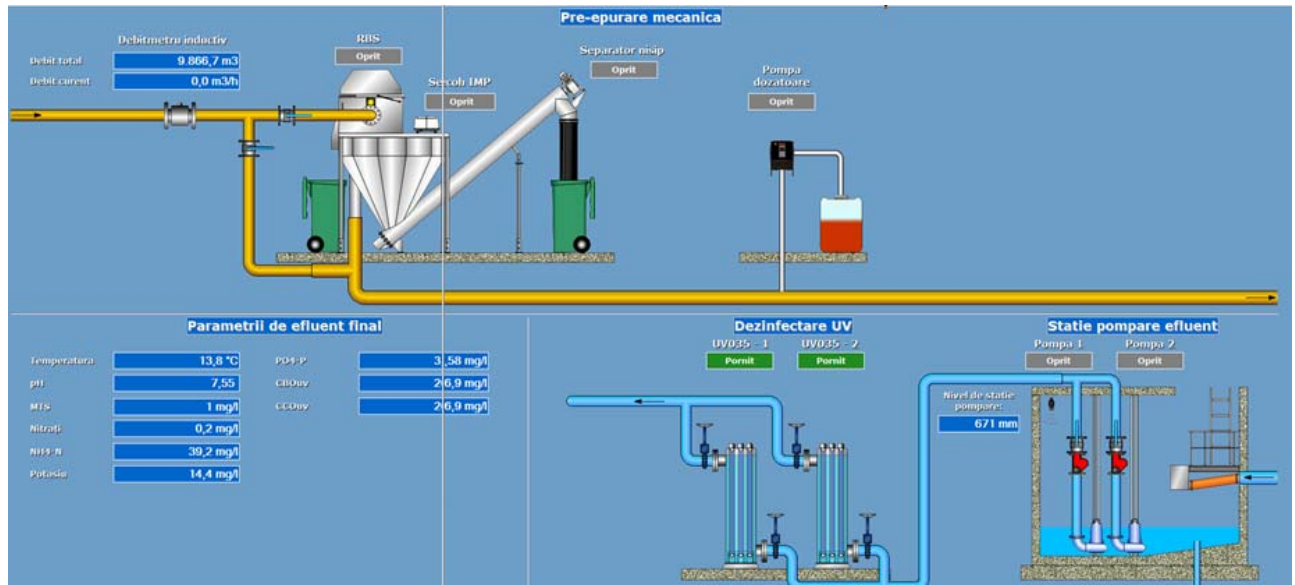 Pre-epurare mecanica
Debitmetru inductiv
Debit total 9.866,7 m3
Debit curent 0,0 m3/h
RBS
Oprit
Oprit
Separator nisip
Oprit
Pompa
dozatoare
Oprit
Parametrii de efluent final
Temperatura 13,8 °C
pH 7,55
MTS 1 mg/l
Nitrați 0,2 mg/l
NH4-N 39,2 mg/l
Potasiu 14,4 mg/l
PO4-P mg/l
CBOuv mg/l
CCOuv mg/l
Dezinfectare UV
UV035 - 1
Pornit
UV035 - 2
Pornit
Statie pompare efluent
Pompa 1
Oprit
Pompa 2
Oprit
Nivel de statie
pompare:
671 mm